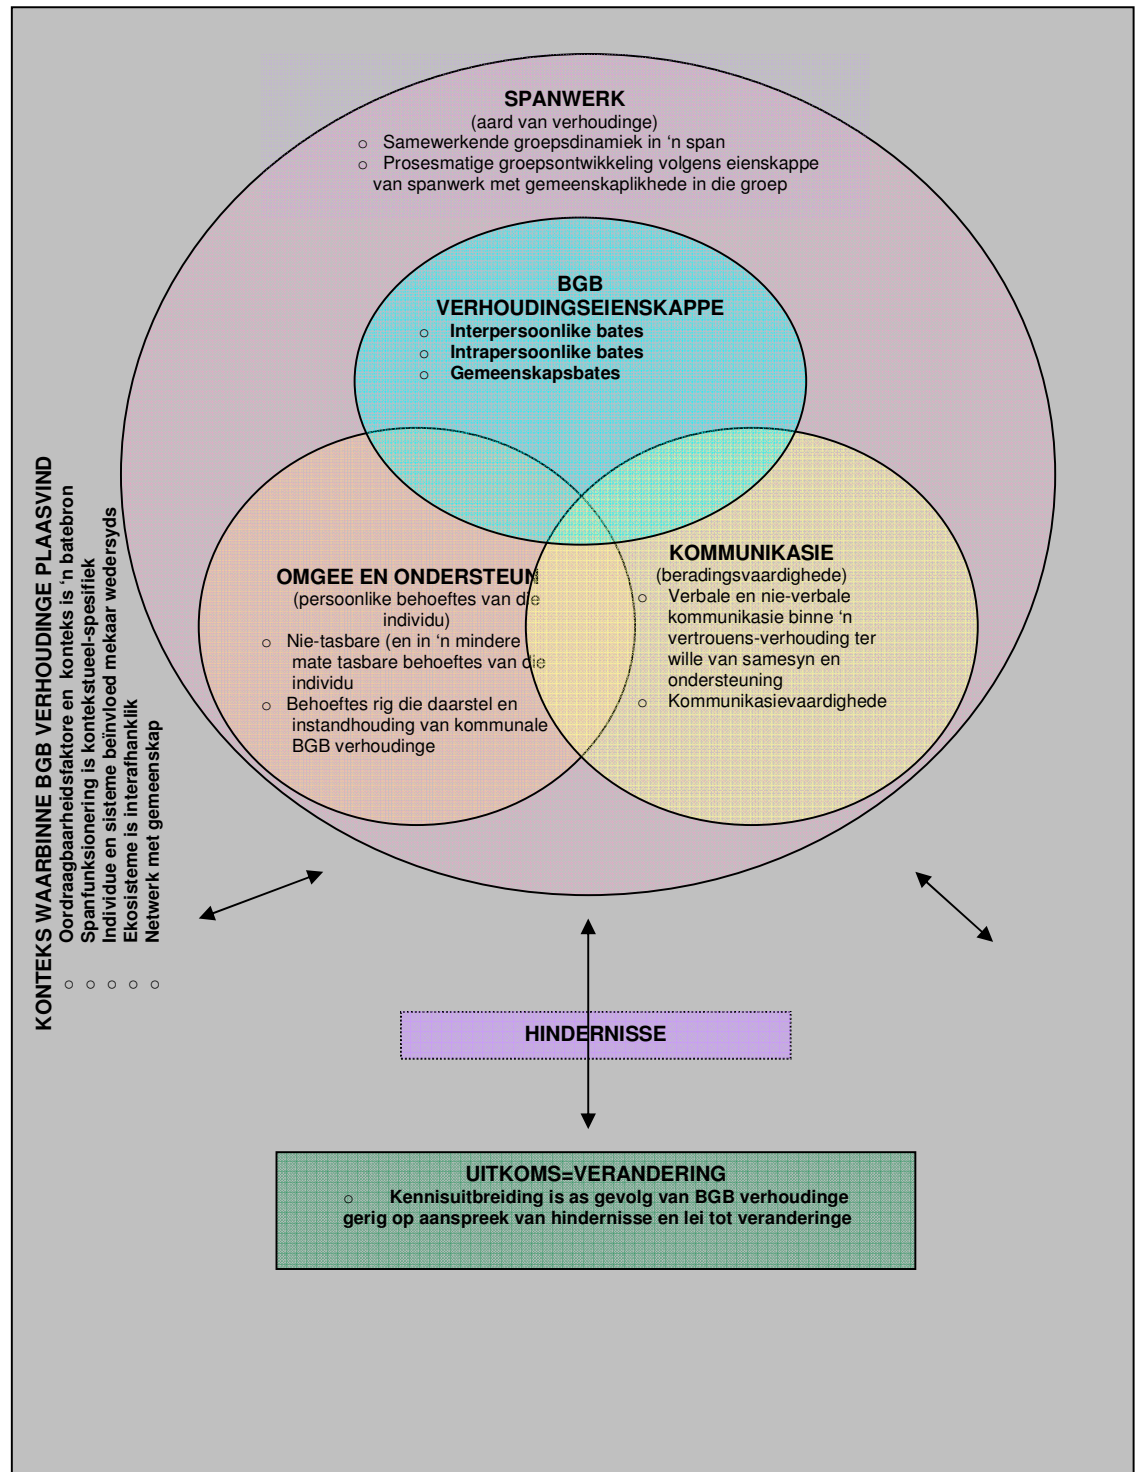 SPANWERK
(aard van verhoudinge)
○ Samewerkende groepsdinamiek in ‘n span
○ Prosesmatige groepsontwikkeling volgens eienskappe
van spanwerk met gemeenskaplikhede in die groep
BGB
VERHOUDINGSEIENSKAPPE
○ Interpersoonlike bates
○ Intrapersoonlike bates
○ Gemeenskapsbates
OMGEE EN ONDERSTEUN
(persoonlike behoeftes van die
individu)
○ Nie-tasbare (en in ‘n mindere
mate tasbare behoeftes van die
individu
○ Behoeftes rig die daarstel en
instandhouding van kommunale
BGB verhoudinge
KOMMUNIKASIE
(beradingsvaardighede)
○ Verbale en nie-verbale
kommunikasie binne ‘n
vertrouens-verhouding ter
wille van samesyn en
ondersteuning
○ Kommunikasievaardighede
KONTEKS WAARBINNE BGB VERHOUDINGE PLAASVIND
○ Oordraagbaarheidsfaktore en konteks is ‘n batebron
○ Spanfunksionering is kontekstueel-spesifiek
○ Individue en sisteme beïnvloed mekaar wedersyds
○ Ekosisteme is interafhanklik
○ Netwerk met gemeenskap
HINDERNISSE
UITKOMS=VERANDERING
○ Kennisuitbreiding is as gevolg van BGB verhoudinge
gerig op aanspreek van hindernisse en lei tot veranderinge